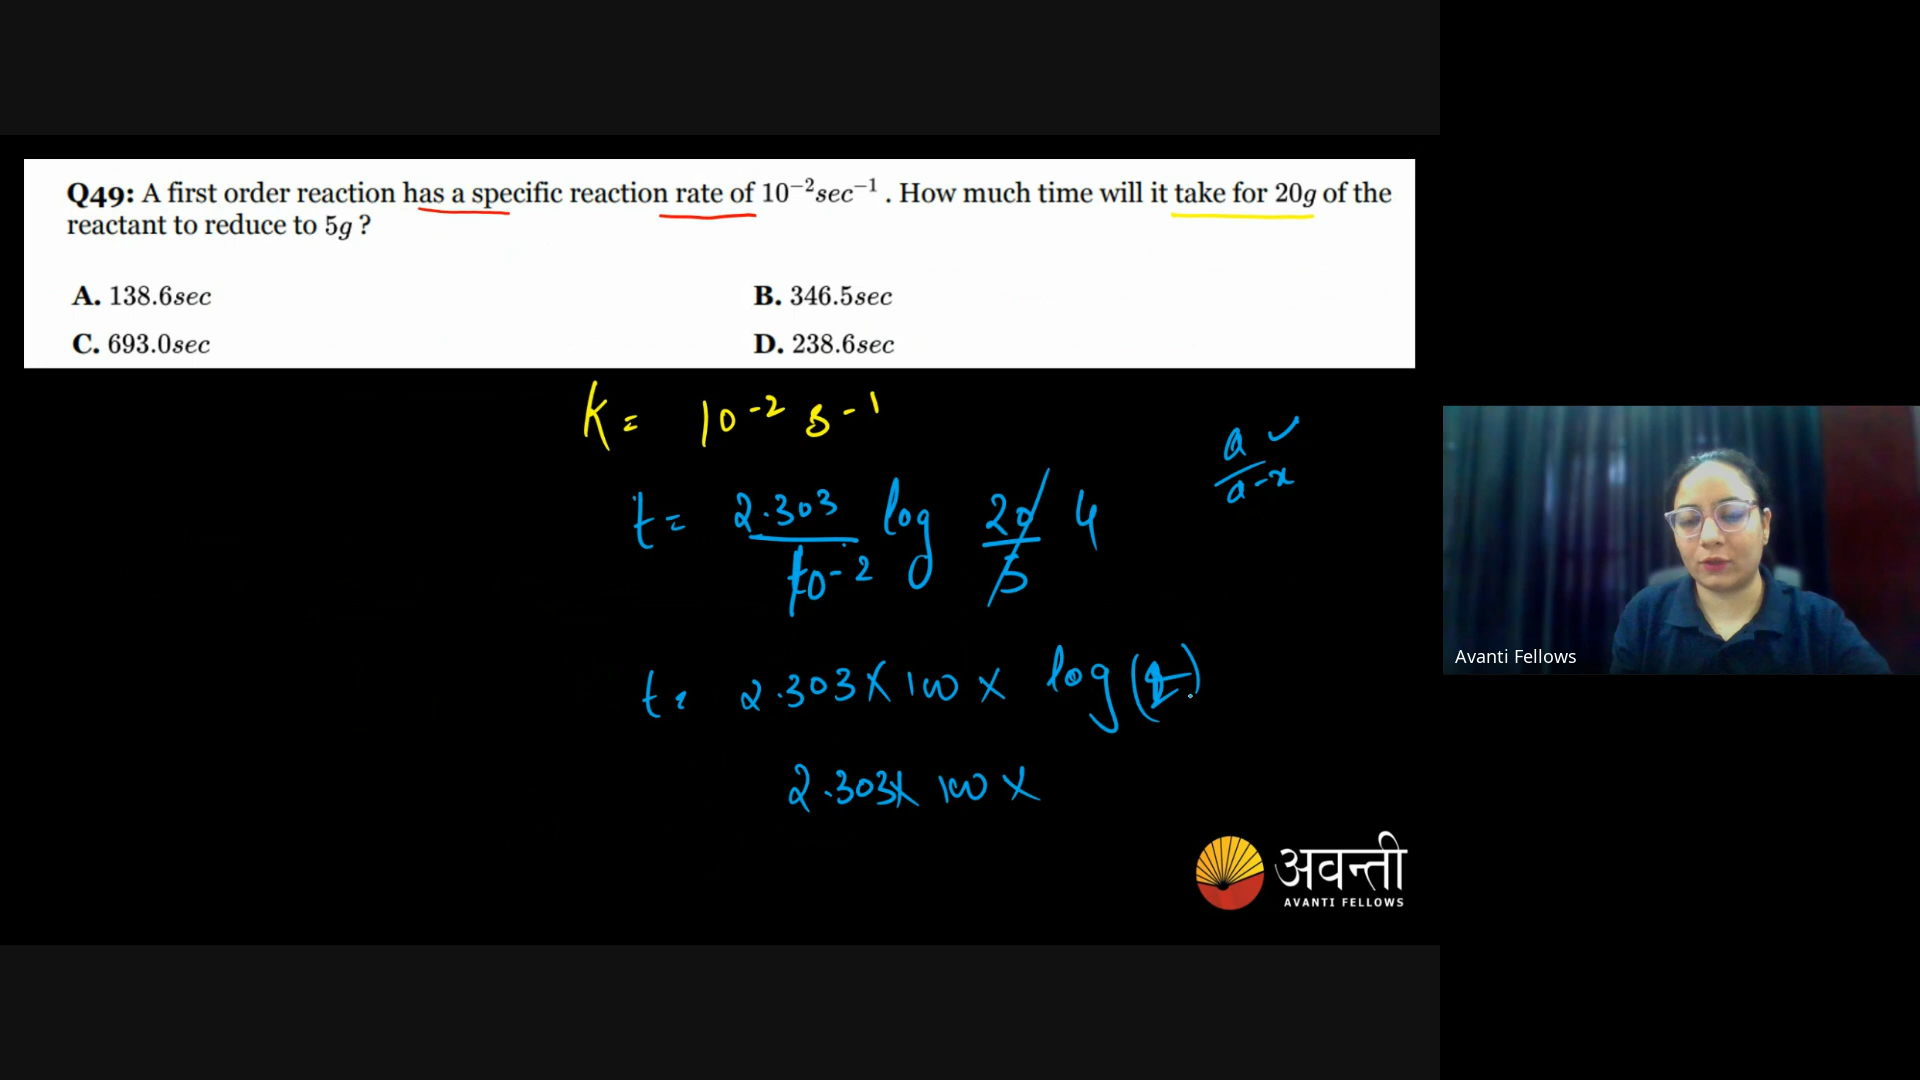 Q49: A first order reaction has a specific reaction rate of 10⁻²sec⁻¹ . How much time will it take for 20g of the
reactant to reduce to 5g ?
A. 138.6sec
B. 346.5sec
C. 693.0sec
D. 238.6sec
K = 10⁻² s⁻¹
a ✓ / a-x
t = 2.303 / 10⁻² log 20 / 5 4
t = 2.303 × 100 × log (4)
2.303 × 100 ×
Avanti Fellows
अवन्ती
AVANTI FELLOWS